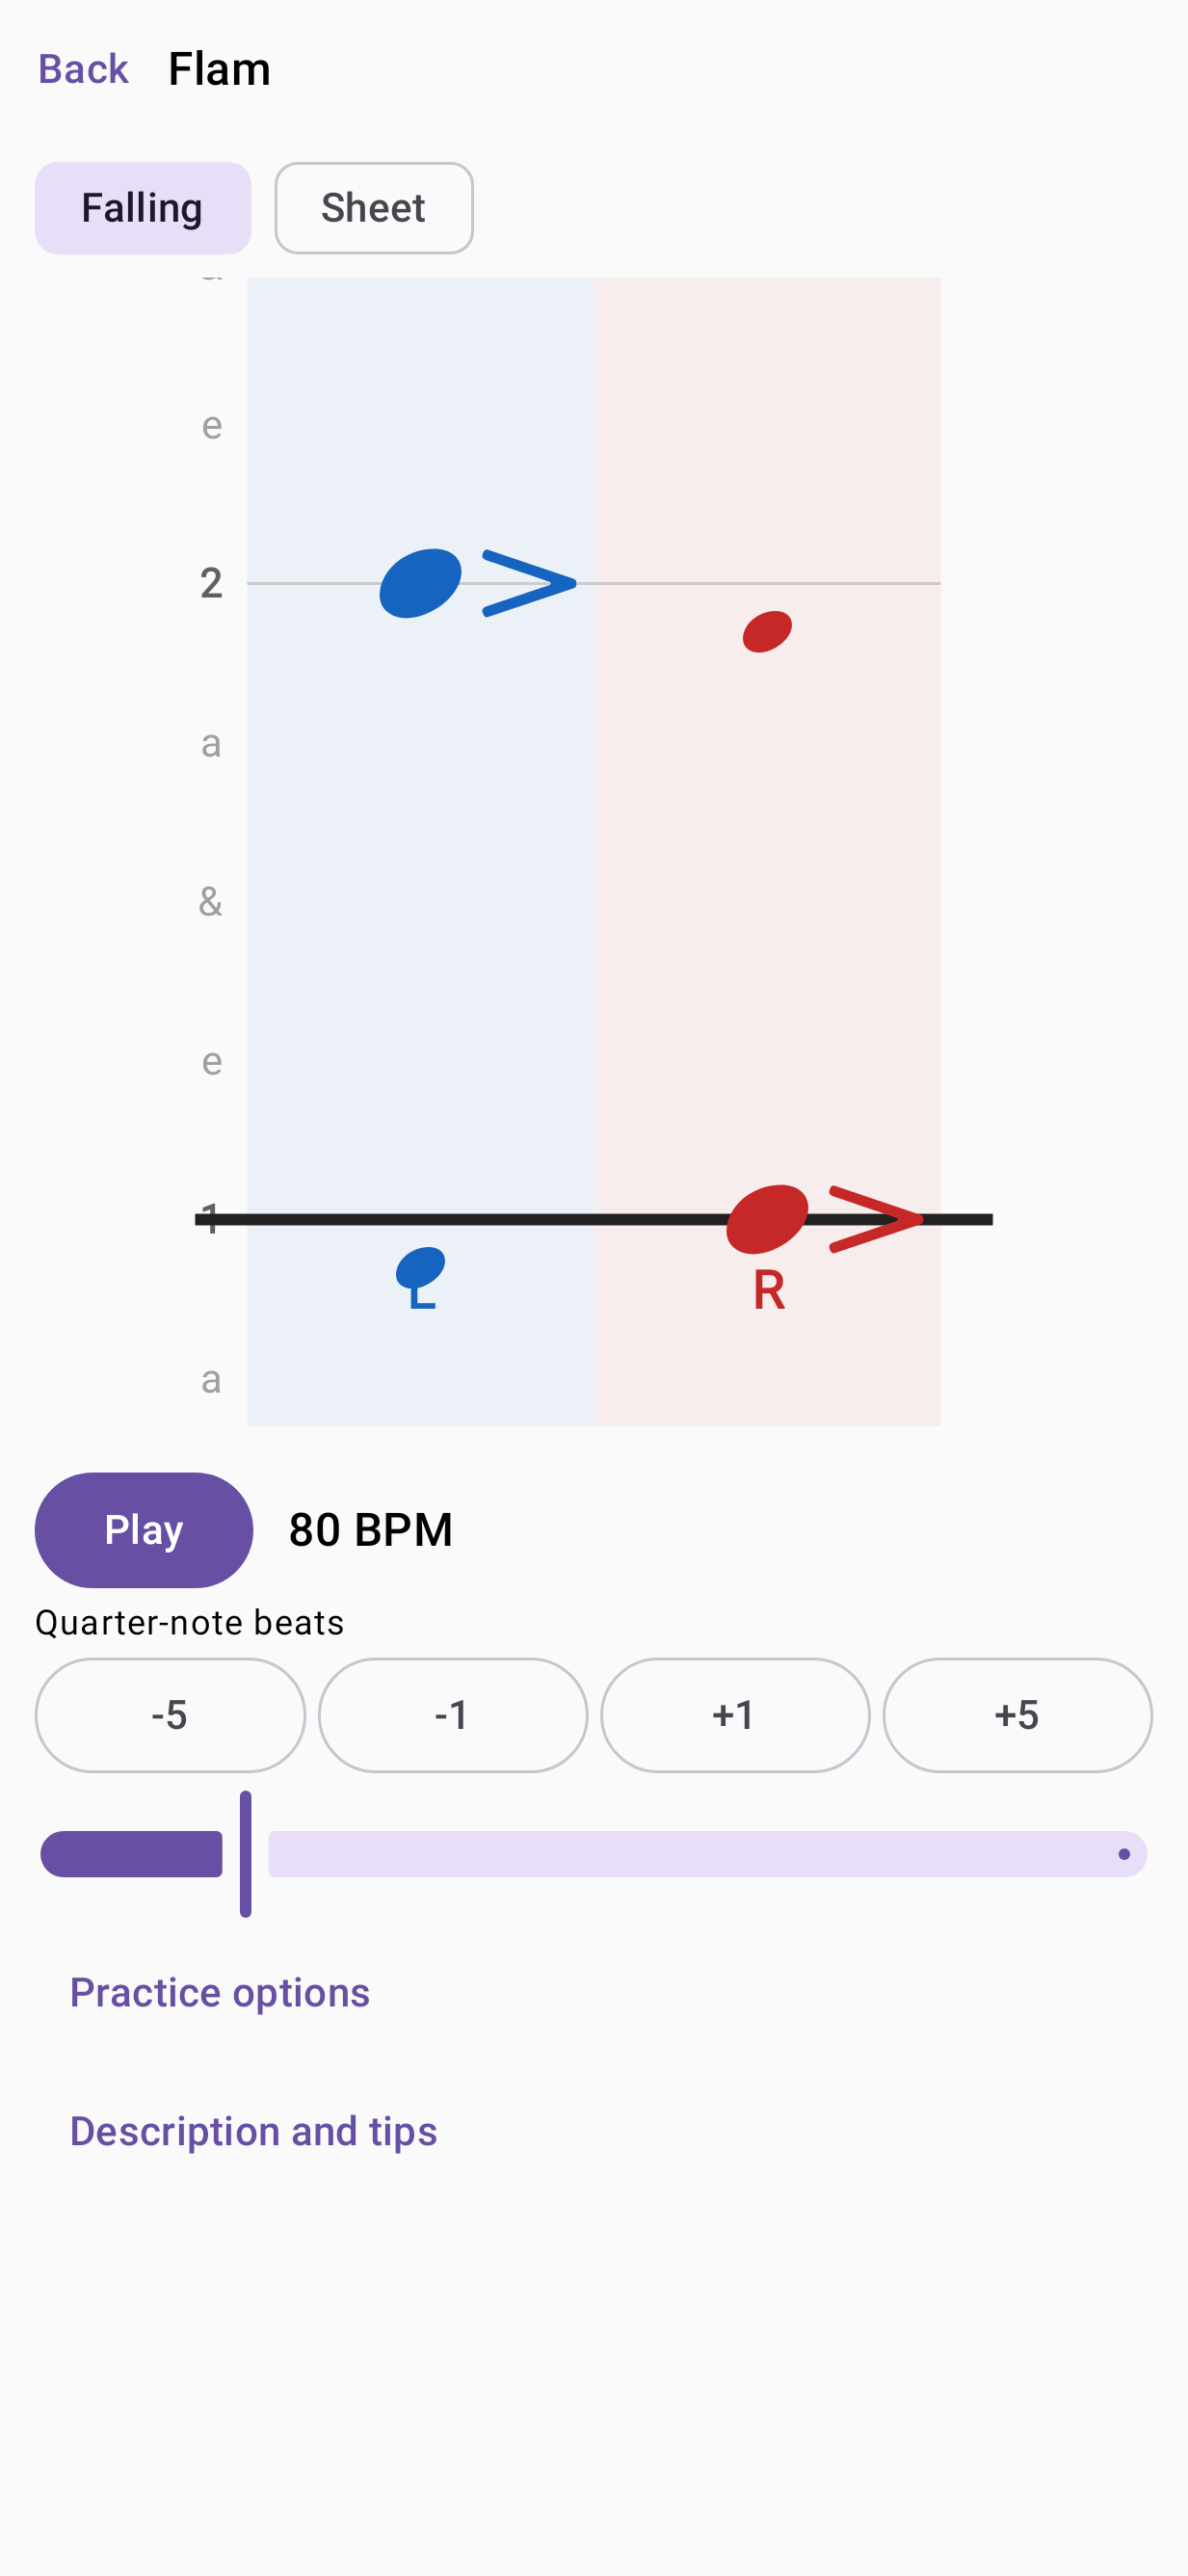 Back Flam
Falling Sheet
e
2
a
&
e
1
L R
a
Play 80 BPM
Quarter-note beats
-5 -1 +1 +5
Practice options
Description and tips